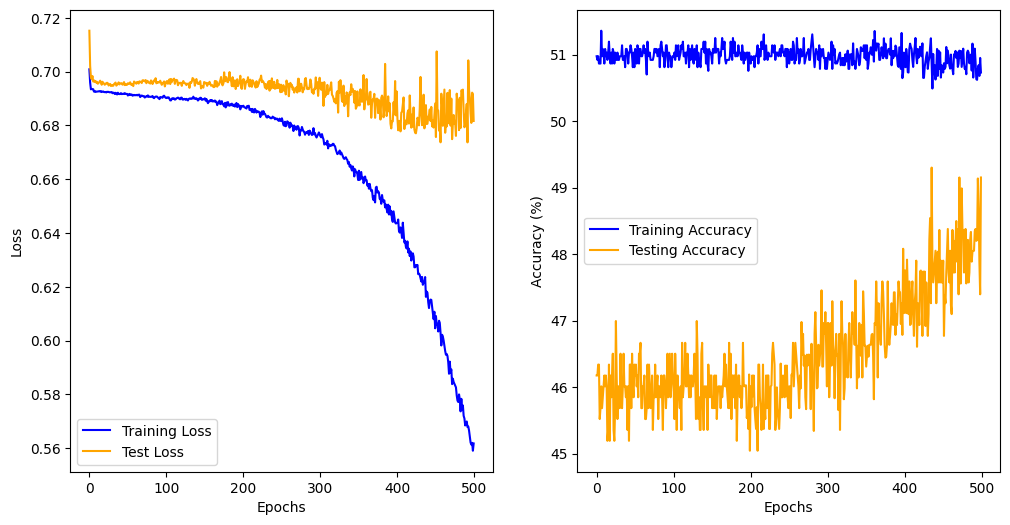 0.72
0.70
0.68
0.66
0.64
0.62
0.60
0.58
0.56
Loss
Training Loss
Test Loss
0 100 200 300 400 500
Epochs
51
50
49
48
47
46
45
Accuracy (%)
Training Accuracy
Testing Accuracy
0 100 200 300 400 500
Epochs